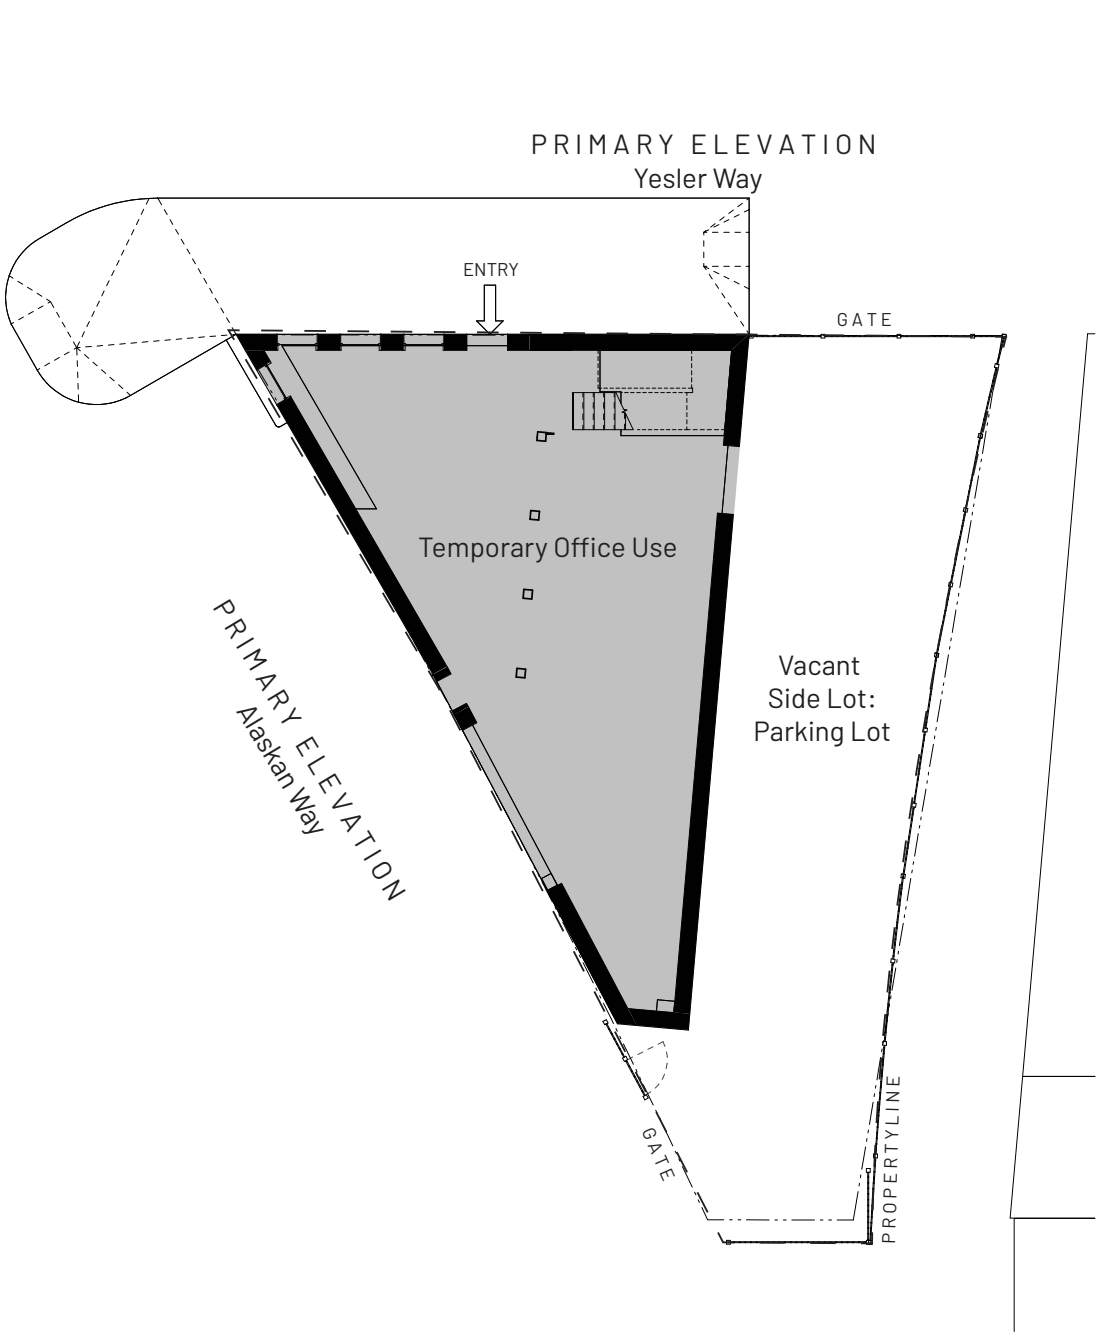 PRIMARY ELEVATION
Yesler Way
ENTRY
GATE
Temporary Office Use
PRIMARY ELEVATION
Alaskan Way
Vacant
Side Lot:
Parking Lot
GATE
PROPERTYLINE